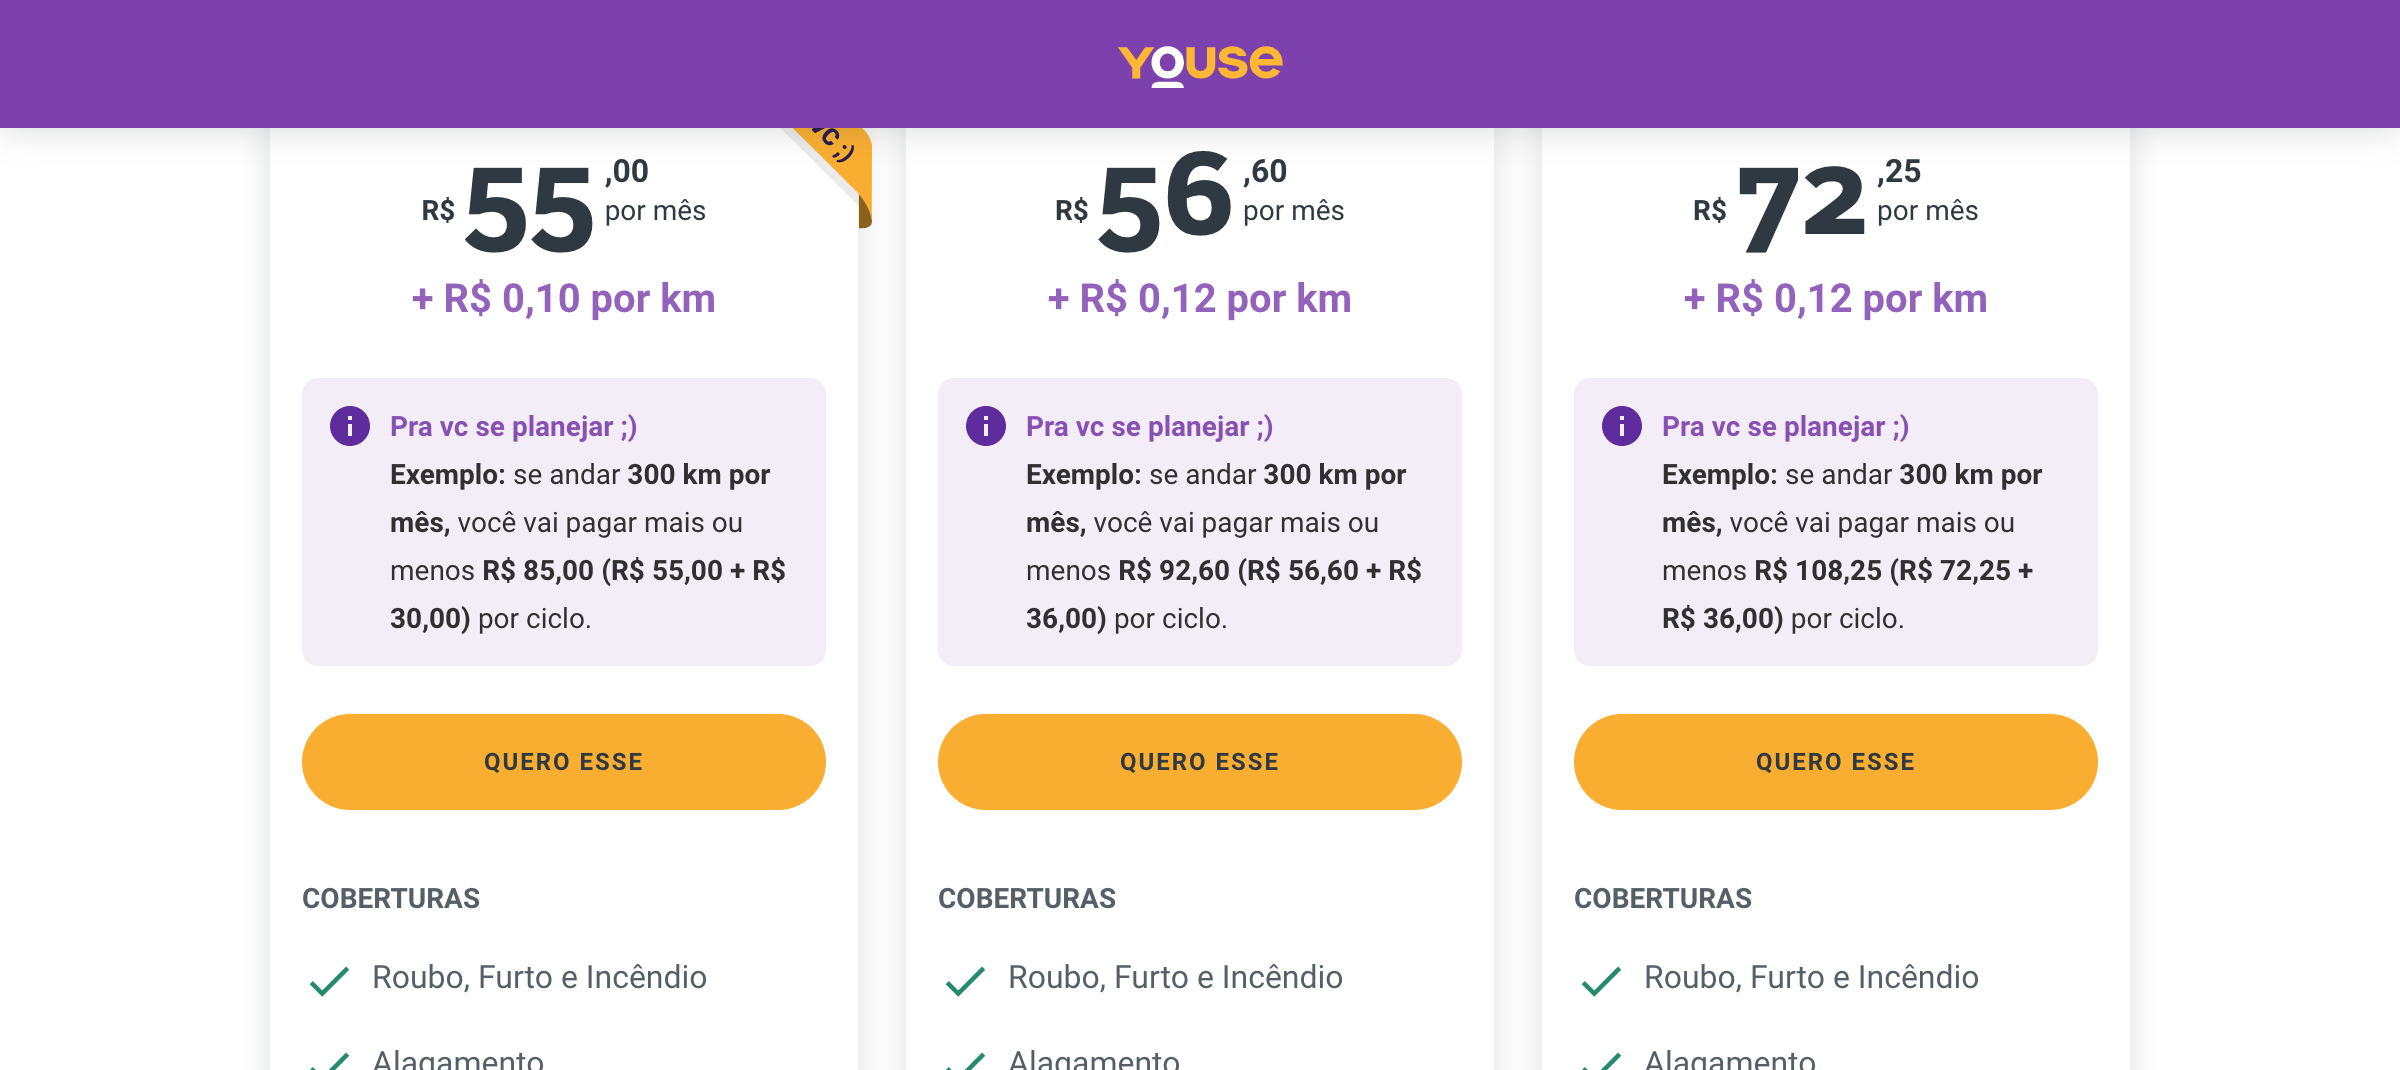 YOUSE
vc ;)
R$ 55,00 por mês
+ R$ 0,10 por km
Pra vc se planejar ;)
Exemplo: se andar 300 km por
mês, você vai pagar mais ou
menos R$ 85,00 (R$ 55,00 + R$
30,00) por ciclo.
QUERO ESSE
COBERTURAS
Roubo, Furto e Incêndio
Alagamento
R$ 56,60 por mês
+ R$ 0,12 por km
Pra vc se planejar ;)
Exemplo: se andar 300 km por
mês, você vai pagar mais ou
menos R$ 92,60 (R$ 56,60 + R$
36,00) por ciclo.
QUERO ESSE
COBERTURAS
Roubo, Furto e Incêndio
Alagamento
R$ 72,25 por mês
+ R$ 0,12 por km
Pra vc se planejar ;)
Exemplo: se andar 300 km por
mês, você vai pagar mais ou
menos R$ 108,25 (R$ 72,25 +
R$ 36,00) por ciclo.
QUERO ESSE
COBERTURAS
Roubo, Furto e Incêndio
Alagamento